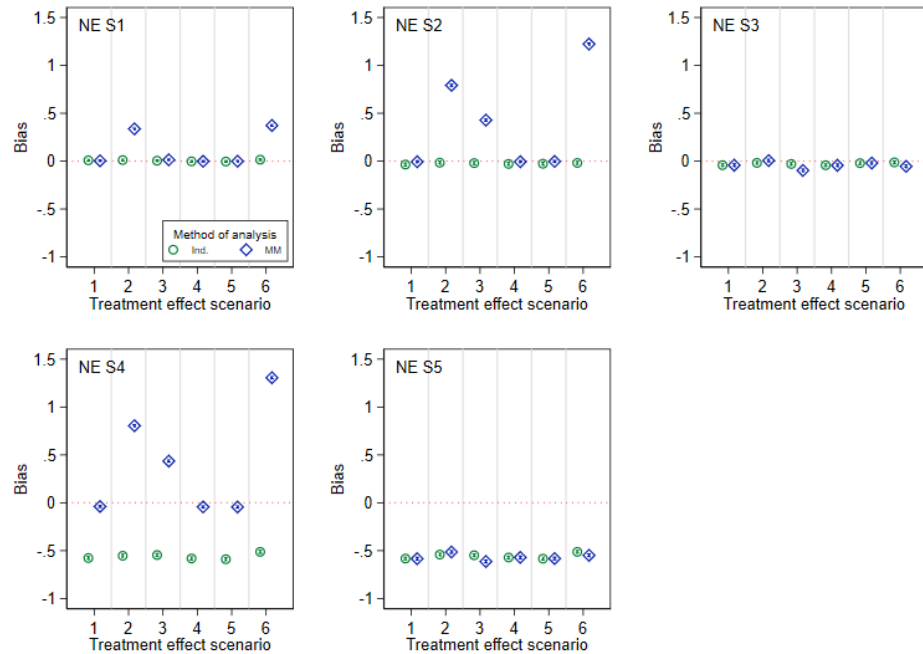 NE S1
1.5
1
.5
0
-.5
-1
Bias
Method of analysis
Ind. MM
1 2 3 4 5 6
Treatment effect scenario
NE S2
1.5
1
.5
0
-.5
-1
Bias
1 2 3 4 5 6
Treatment effect scenario
NE S3
1.5
1
.5
0
-.5
-1
Bias
1 2 3 4 5 6
Treatment effect scenario
NE S4
1.5
1
.5
0
-.5
-1
Bias
1 2 3 4 5 6
Treatment effect scenario
NE S5
1.5
1
.5
0
-.5
-1
Bias
1 2 3 4 5 6
Treatment effect scenario